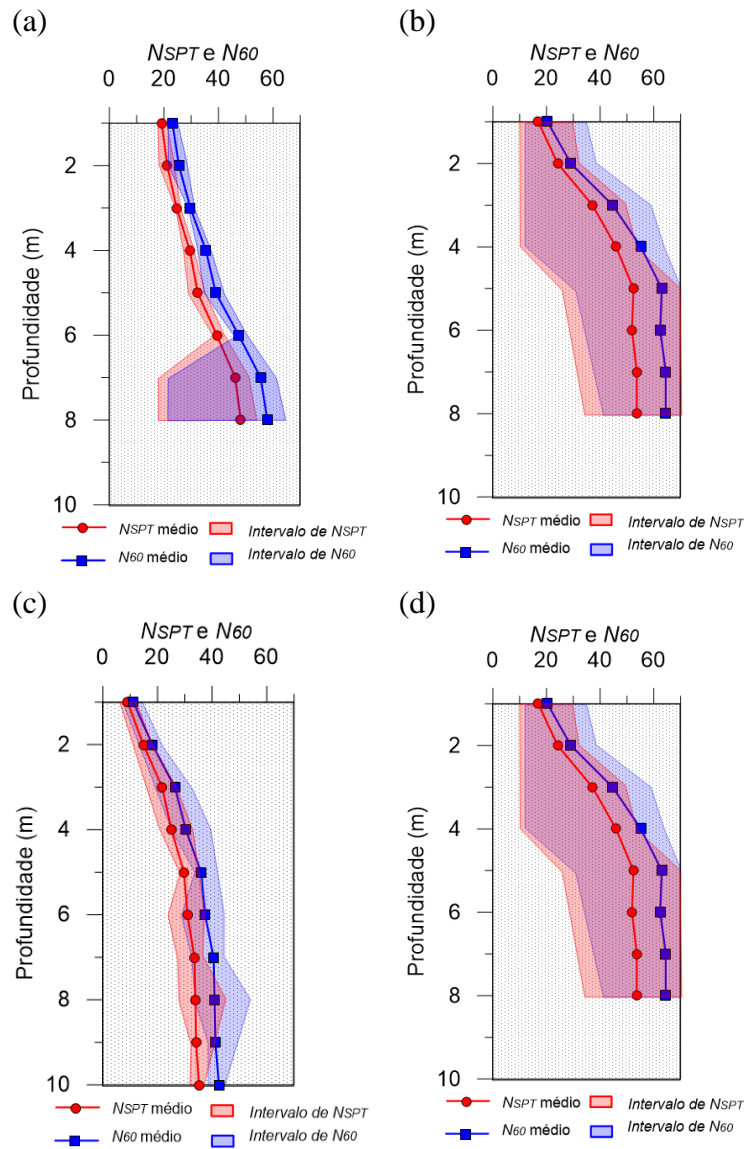 (a)
(b)
NSPT e N60
NSPT e N60
0 20 40 60
0 20 40 60
Profundidade (m)
2
4
6
8
10
Profundidade (m)
2
4
6
8
10
NSPT médio Intervalo de NSPT
N60 médio Intervalo de N60
NSPT médio Intervalo de NSPT
N60 médio Intervalo de N60
(c)
(d)
NSPT e N60
NSPT e N60
0 20 40 60
0 20 40 60
Profundidade (m)
2
4
6
8
10
Profundidade (m)
2
4
6
8
10
NSPT médio Intervalo de NSPT
N60 médio Intervalo de N60
NSPT médio Intervalo de NSPT
N60 médio Intervalo de N60